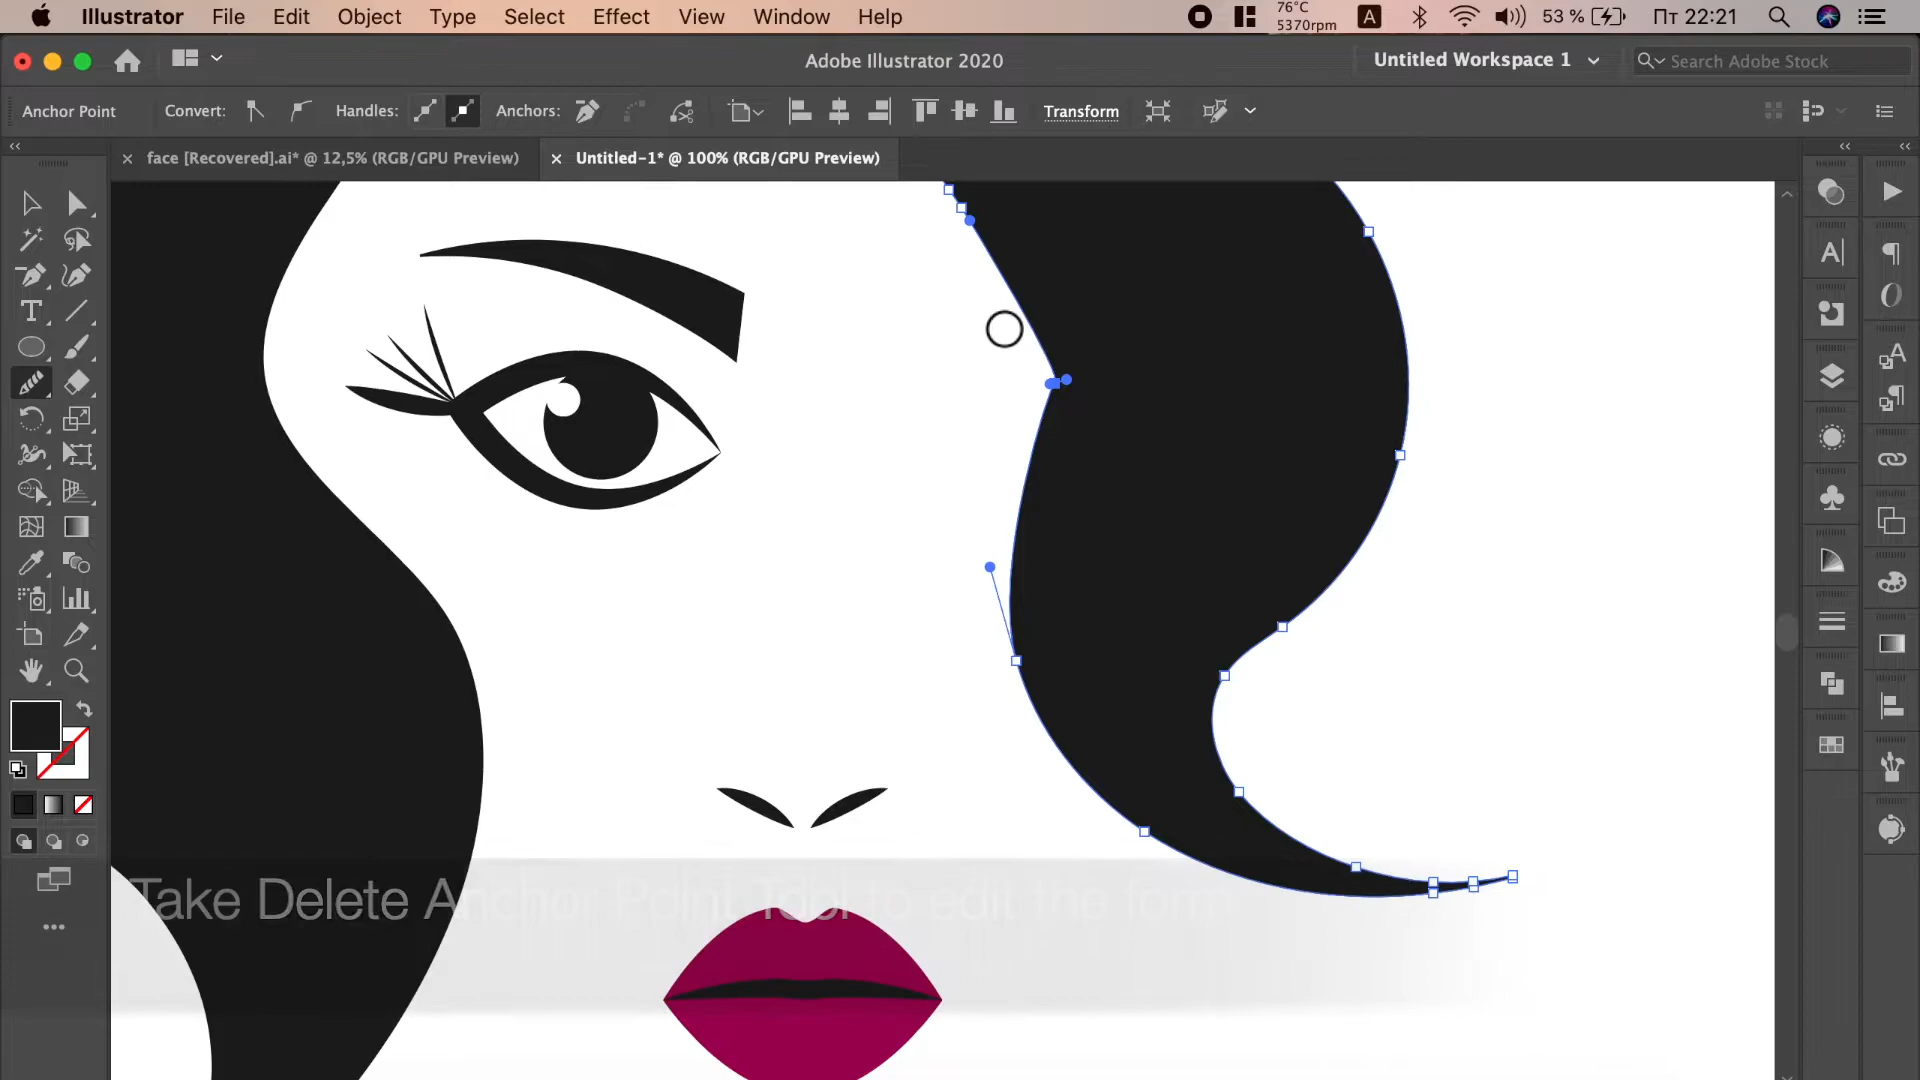 Illustrator File Edit Object Type Select Effect View Window Help
76°C
5370rpm
A
53 %
Пт 22:21
Adobe Illustrator 2020
Untitled Workspace 1
Search Adobe Stock
Anchor Point
Convert:
Handles:
Anchors:
Transform
face [Recovered].ai* @ 12,5% (RGB/GPU Preview)
Untitled-1* @ 100% (RGB/GPU Preview)
Take Delete Anchor Point Tool to edit the form